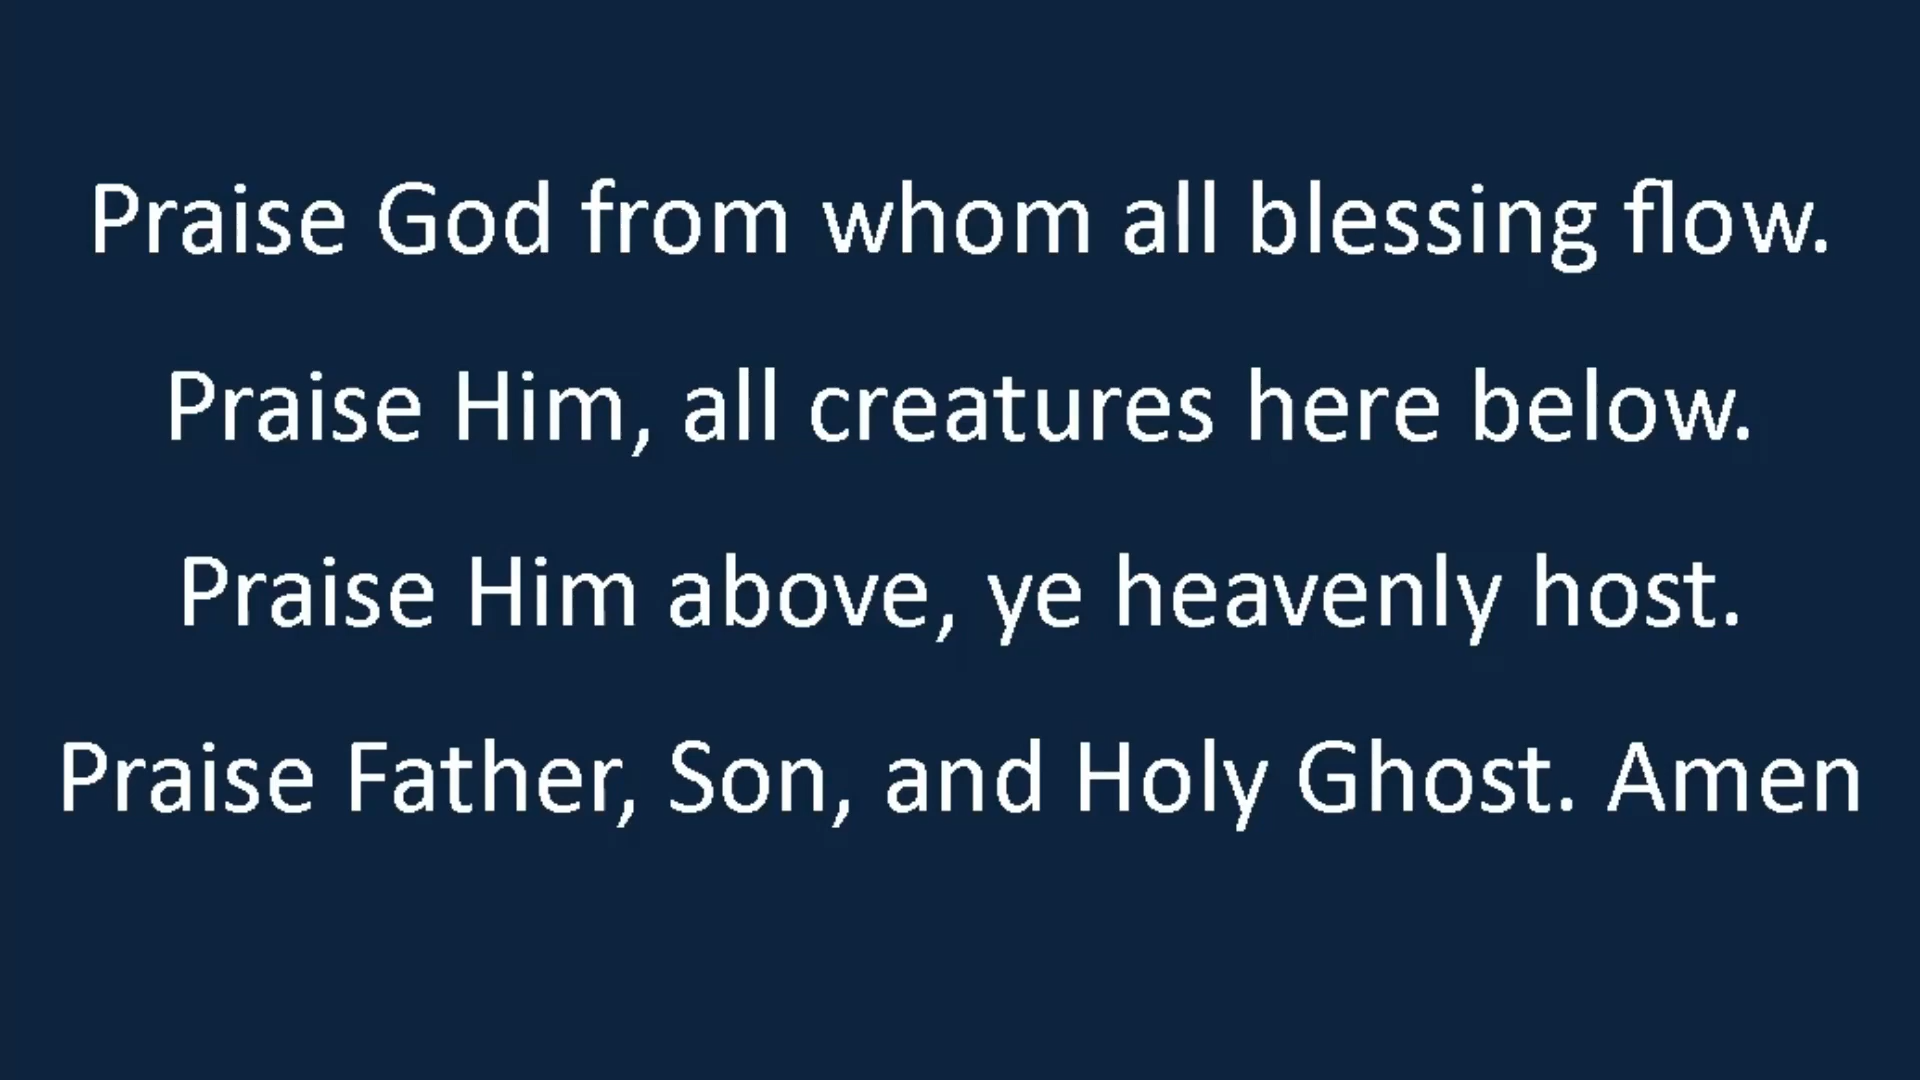 Praise God from whom all blessing flow.
Praise Him, all creatures here below.
Praise Him above, ye heavenly host.
Praise Father, Son, and Holy Ghost. Amen